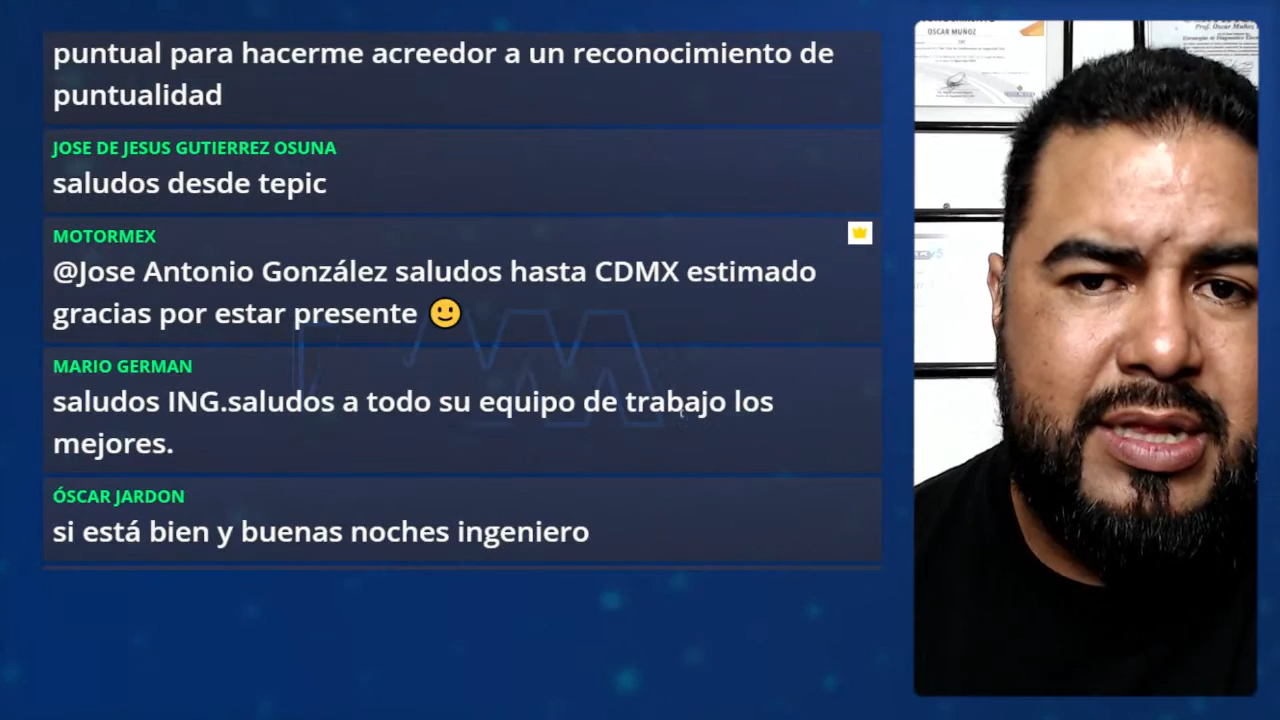 puntual para hacerme acreedor a un reconocimiento de
puntualidad
JOSE DE JESUS GUTIERREZ OSUNA
saludos desde tepic
MOTORMEX
@Jose Antonio González saludos hasta CDMX estimado
gracias por estar presente 🙂
MARIO GERMAN
saludos ING.saludos a todo su equipo de trabajo los
mejores.
ÓSCAR JARDON
si está bien y buenas noches ingeniero
OSCAR MUÑOZ